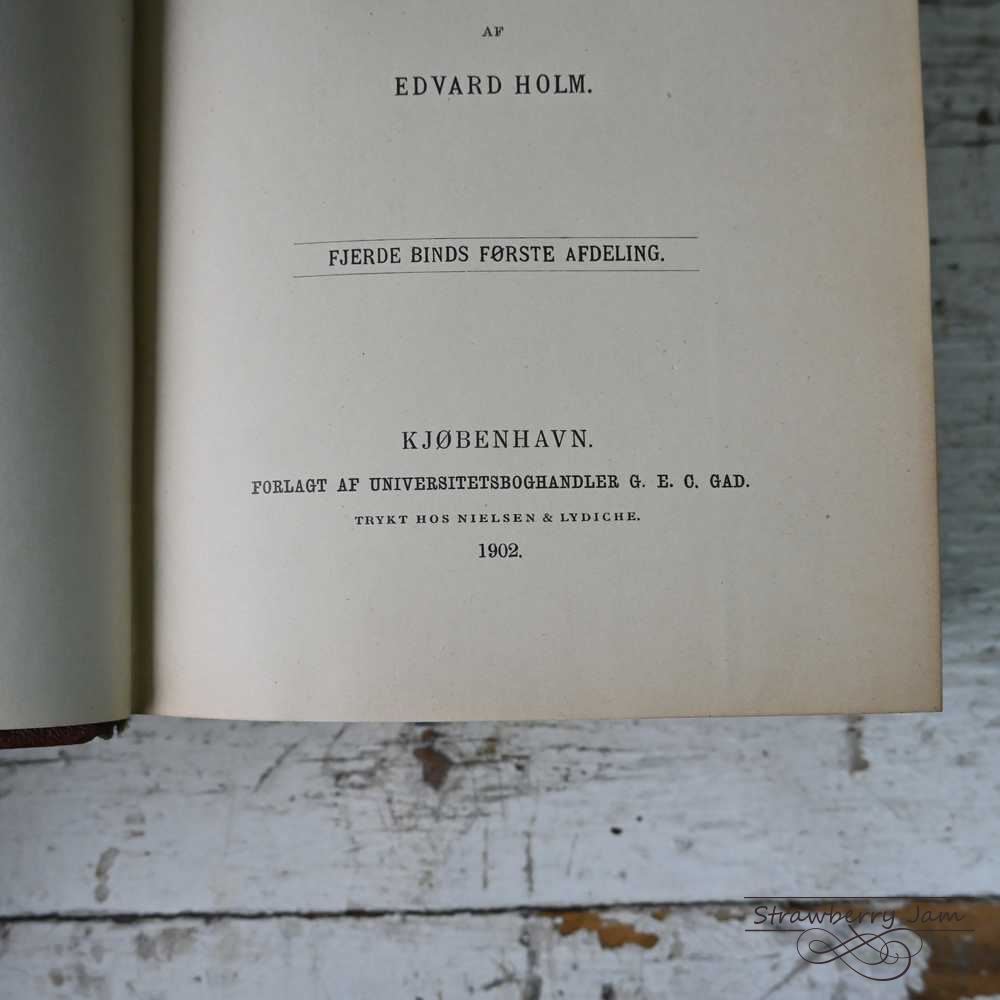 AF
EDVARD HOLM.
FJERDE BINDS FØRSTE AFDELING.
KJØBENHAVN.
FORLAGT AF UNIVERSITETSBOGHANDLER G. E. C. GAD.
TRYKT HOS NIELSEN & LYDICHE.
1902.
Strawberry Jam